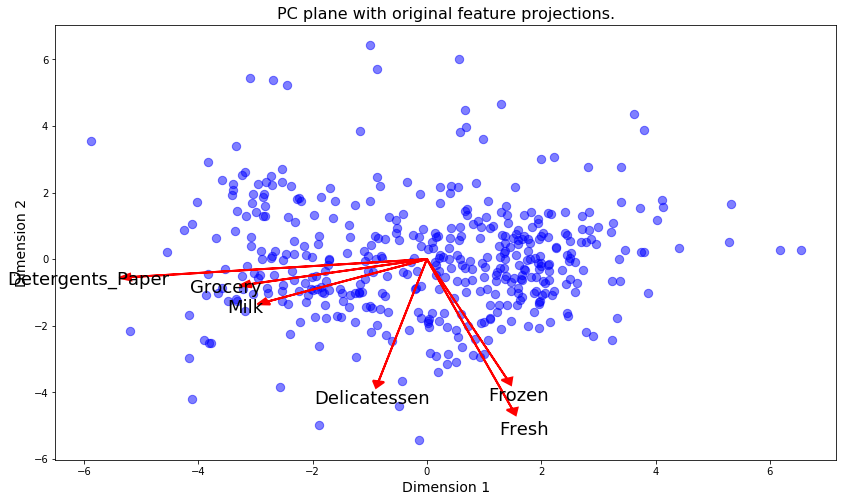 PC plane with original feature projections.
6
4
2
0
−2
−4
−6
Dimension 2
Detergents_Paper
Grocery
Milk
Delicatessen
Frozen
Fresh
−6
−4
−2
0
2
4
6
Dimension 1